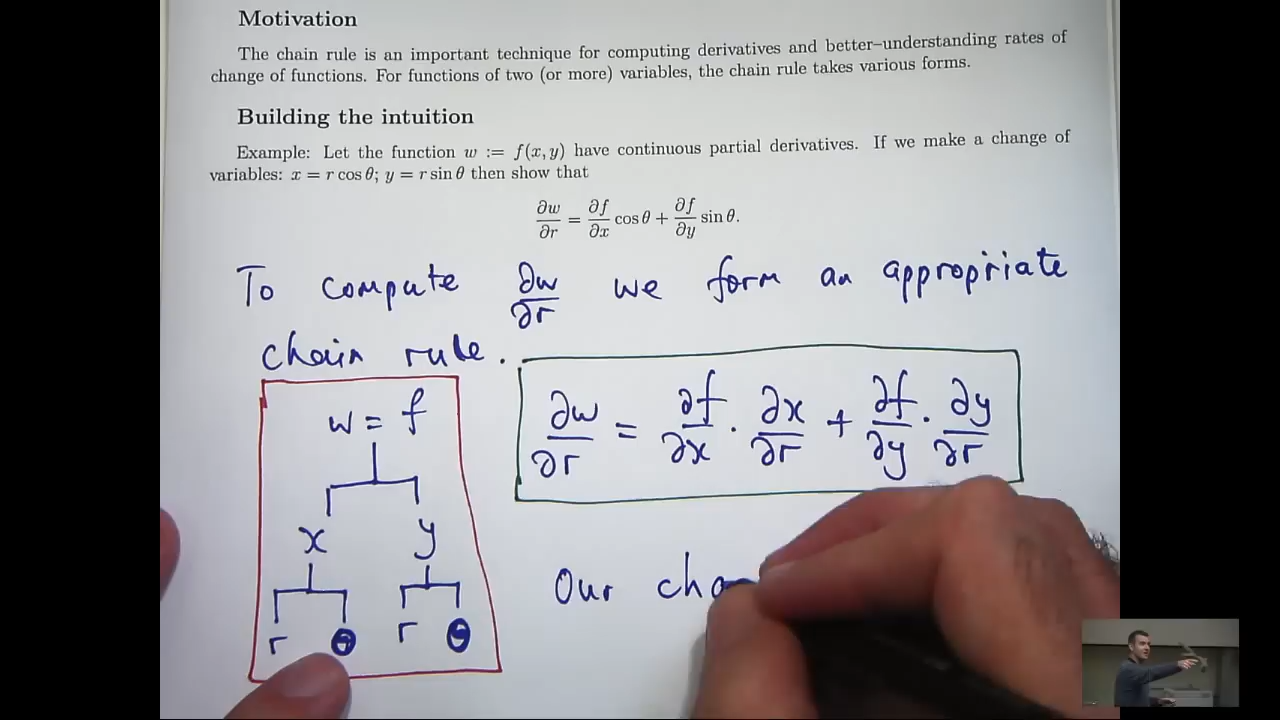 Motivation
The chain rule is an important technique for computing derivatives and better–understanding rates of
change of functions. For functions of two (or more) variables, the chain rule takes various forms.
Building the intuition
Example: Let the function w := f(x, y) have continuous partial derivatives. If we make a change of
variables: x = r cos θ; y = r sin θ then show that
∂w/∂r = ∂f/∂x cos θ + ∂f/∂y sin θ.
To compute ∂w/∂r we form an appropriate
chain rule.
w = f
x y
r θ r θ
∂w/∂r = ∂f/∂x · ∂x/∂r + ∂f/∂y · ∂y/∂r
Our cha